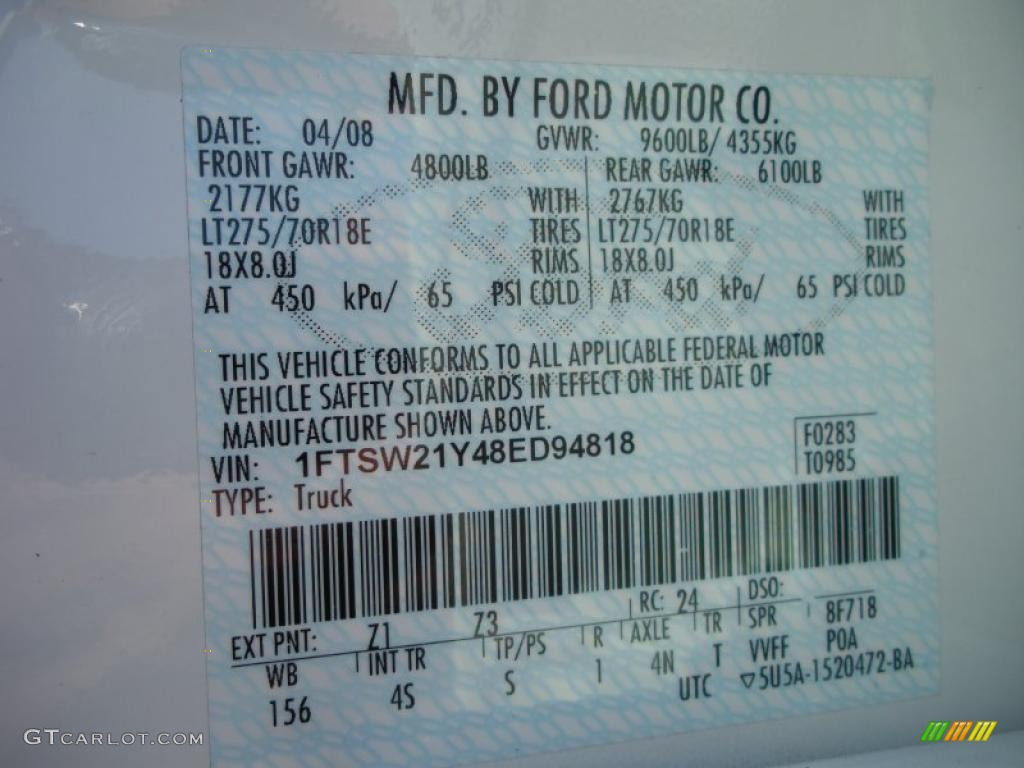 MFD. BY FORD MOTOR CO.
DATE: 04/08 GVWR: 9600LB/ 4355KG
FRONT GAWR: 4800LB REAR GAWR: 6100LB
2177KG WITH 2767KG WITH
LT275/70R18E TIRES LT275/70R18E TIRES
18X8.0J RIMS 18X8.0J RIMS
AT 450 kPa/ 65 PSI COLD AT 450 kPa/ 65 PSI COLD
THIS VEHICLE CONFORMS TO ALL APPLICABLE FEDERAL MOTOR
VEHICLE SAFETY STANDARDS IN EFFECT ON THE DATE OF
MANUFACTURE SHOWN ABOVE.
VIN: 1FTSW21Y48ED94818
F0283
T0985
TYPE: Truck
EXT PNT: Z1 Z3 RC: 24 DSO:
WB INT TR TP/PS R AXLE TR SPR 8F718
156 4S S 1 4N T VVFF POA
UTC ▽5U5A-1520472-BA
GTCARLOT.COM